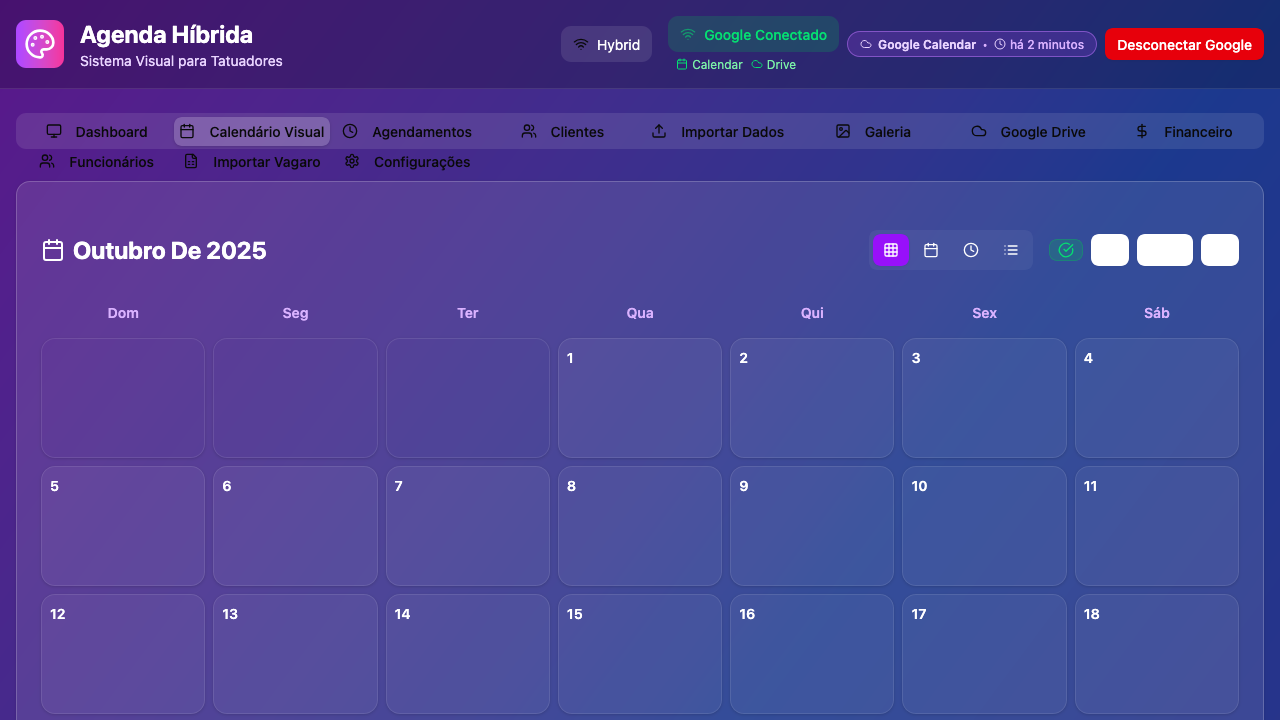 Agenda Híbrida
Sistema Visual para Tatuadores
Hybrid
Google Conectado
Calendar Drive
Google Calendar • há 2 minutos
Desconectar Google
Dashboard Calendário Visual Agendamentos Clientes Importar Dados Galeria Google Drive Financeiro
Funcionários Importar Vagaro Configurações
Outubro De 2025
Dom Seg Ter Qua Qui Sex Sáb
1 2 3 4
5 6 7 8 9 10 11
12 13 14 15 16 17 18